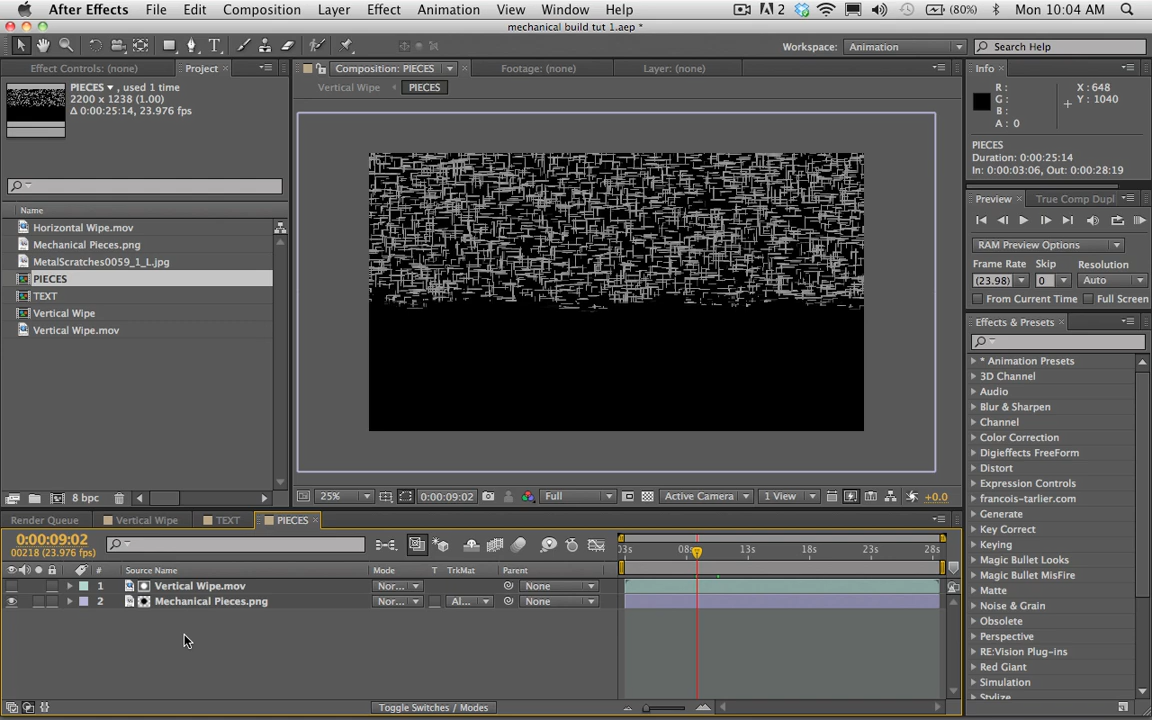 After Effects File Edit Composition Layer Effect Animation View Window Help 2 (80%) Mon 10:04 AM
mechanical build tut 1.aep *
Workspace: Animation Search Help
Effect Controls: (none) Project Composition: PIECES Footage: (none) Layer: (none) Info
PIECES , used 1 time
2200 x 1238 (1.00)
Δ 0:00:25:14, 23.976 fps
Vertical Wipe PIECES
R:
G:
B:
A: 0
X: 648
Y: 1040
PIECES
Duration: 0:00:25:14
In: 0:00:3:06, Out: 0:00:28:19
Preview True Comp Dupl
RAM Preview Options
Frame Rate Skip Resolution
(23.98) 0 Auto
From Current Time Full Screen
Name
Horizontal Wipe.mov
Mechanical Pieces.png
MetalScratches0059_1_L.jpg
PIECES
TEXT
Vertical Wipe
Vertical Wipe.mov
Effects & Presets
* Animation Presets
3D Channel
Audio
Blur & Sharpen
Channel
Color Correction
Digieffects FreeForm
Distort
Expression Controls
francois-tarlier.com
Generate
Key Correct
Keying
Magic Bullet Looks
Magic Bullet MisFire
Matte
Noise & Grain
Obsolete
Perspective
RE:Vision Plug-ins
Red Giant
Simulation
Stylize
8 bpc
25% 0:00:09:02 Full Active Camera 1 View +0.0
Render Queue Vertical Wipe TEXT PIECES
0:00:09:02
00218 (23.976 fps)
03s 08s 13s 18s 23s 28s
# Source Name Mode T TrkMat Parent
1 Vertical Wipe.mov Nor... None
2 Mechanical Pieces.png Nor... Al... None
Toggle Switches / Modes